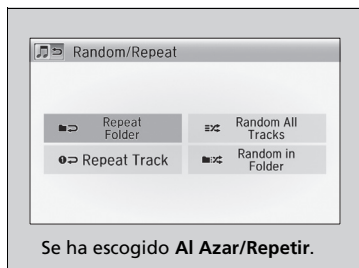 Random/Repeat
Repeat
Folder
Random All
Tracks
Repeat Track
Random in
Folder
Se ha escogido Al Azar/Repetir.